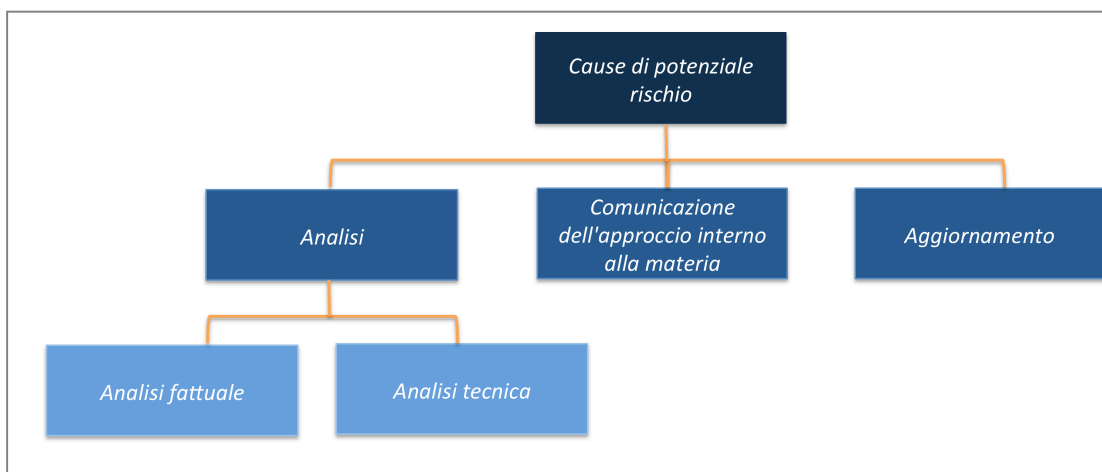 Cause di potenziale
rischio
Analisi
Comunicazione
dell'approccio interno
alla materia
Aggiornamento
Analisi fattuale
Analisi tecnica